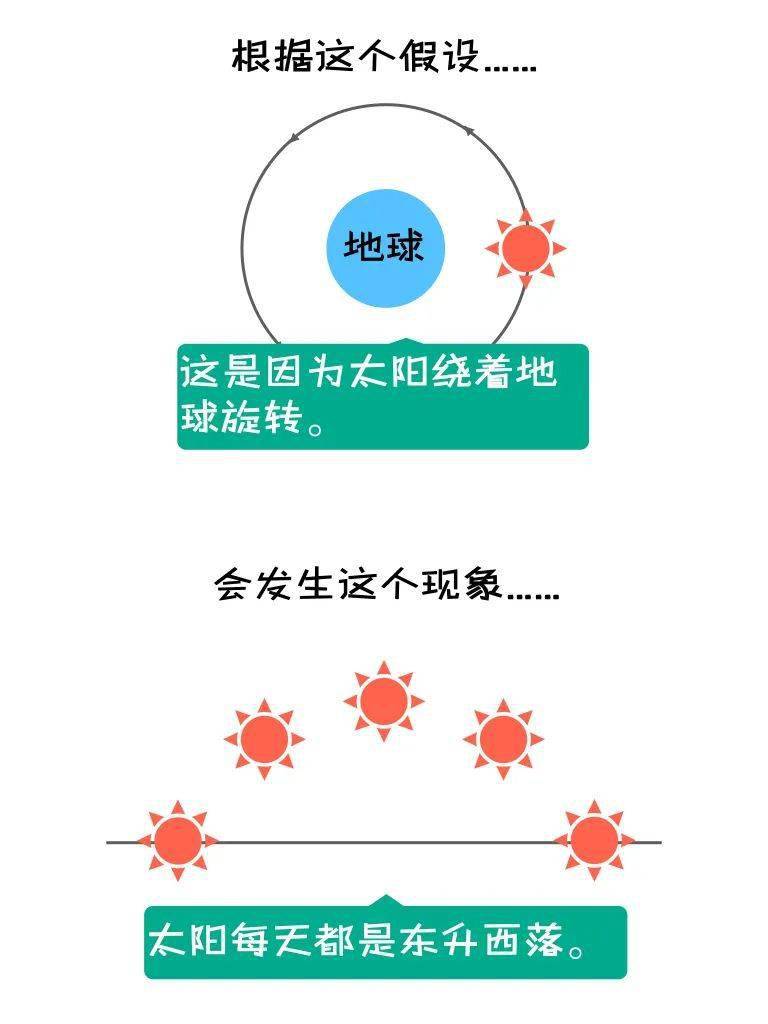 根据这个假设……
地球
这是因为太阳绕着地
球旋转。
会发生这个现象……
太阳每天都是东升西落。